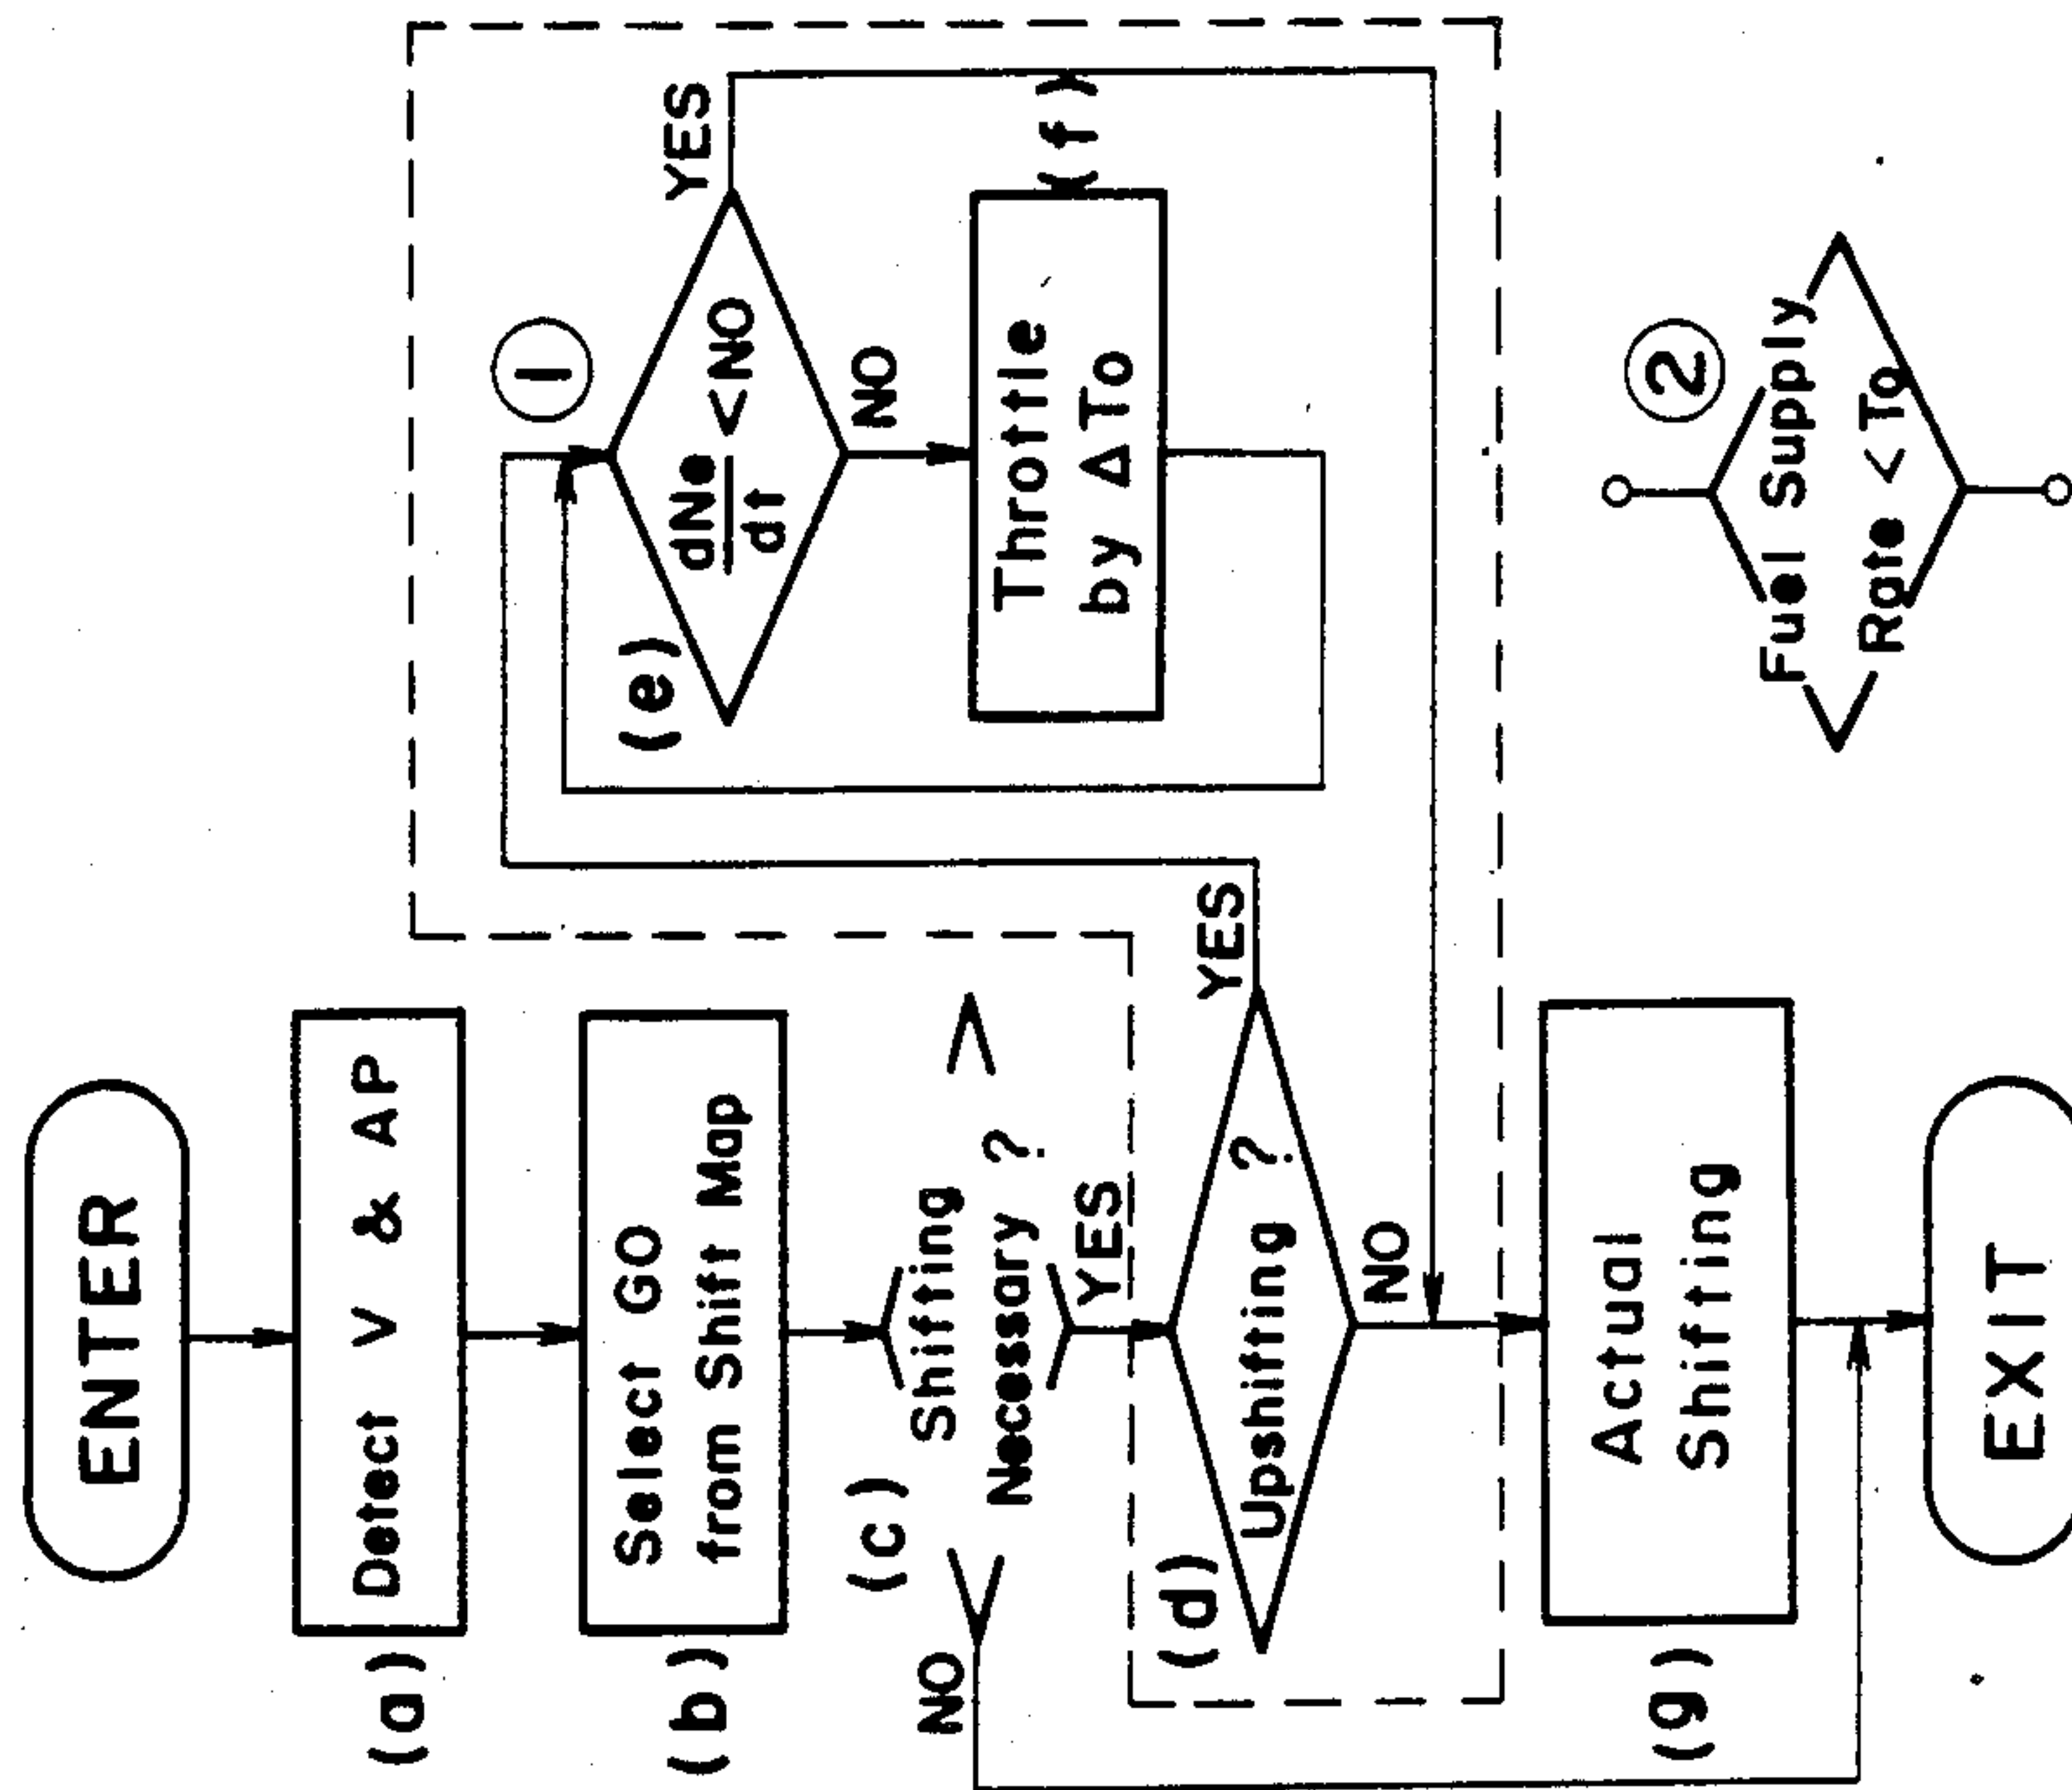 ENTER
(a)
Detect V & AP
(b)
Select GO
from Shift Map
(c)
Shifting
Necessary ?
NO
YES
(d)
Upshifting ?
YES
NO
(e)
1
dNe
dt
<NO
YES
NO
(f)
Throttle
by ΔTo
(g)
Actual
Shifting
EXIT
2
Fuel Supply
Rate < To